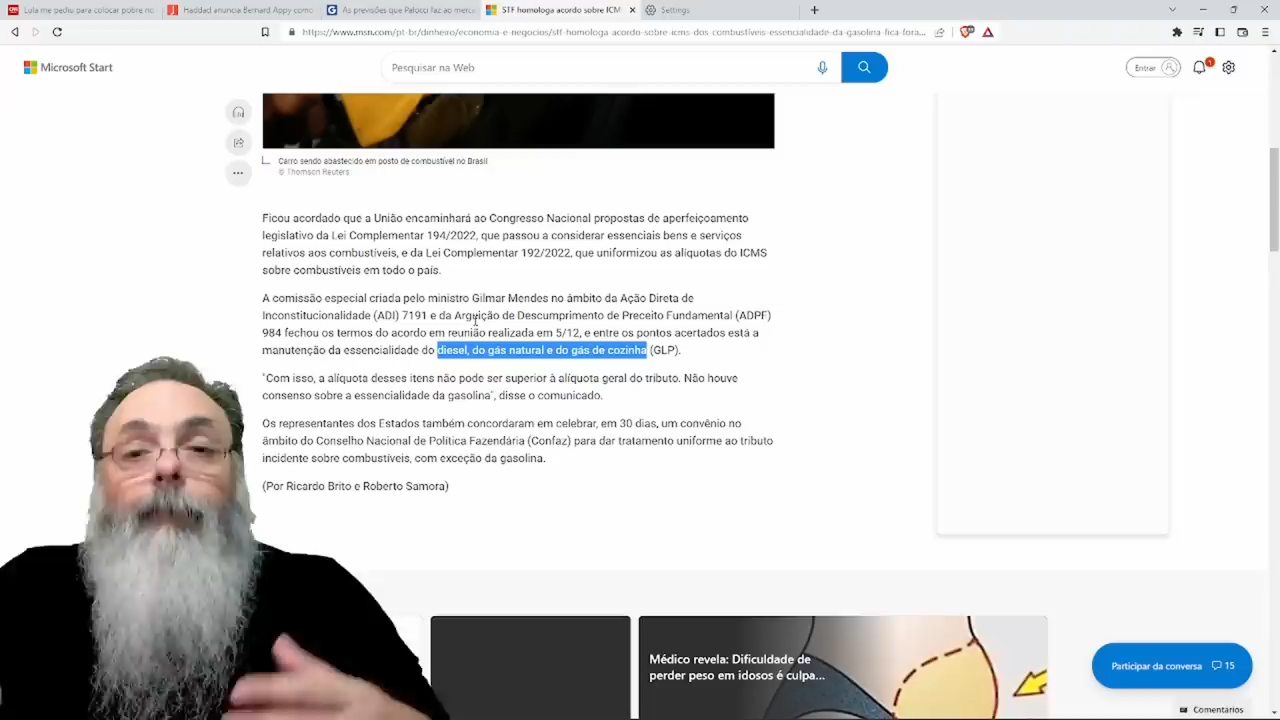 Lula me pediu para colocar pobre no
Haddad anuncia Bernard Appy como
As previsões que Palocci faz ao mercad
STF homologa acordo sobre ICM
Settings
https://www.msn.com/pt-br/dinheiro/economia-e-negocios/stf-homologa-acordo-sobre-icms-dos-combustíveis-essencialidade-da-gasolina-fica-fora...
Microsoft Start
Pesquisar na Web
Entrar
Carro sendo abastecido em posto de combustível no Brasil
© Thomson Reuters
Ficou acordado que a União encaminhará ao Congresso Nacional propostas de aperfeiçoamento
legislativo da Lei Complementar 194/2022, que passou a considerar essenciais bens e serviços
relativos aos combustíveis, e da Lei Complementar 192/2022, que uniformizou as alíquotas do ICMS
sobre combustíveis em todo o país.
A comissão especial criada pelo ministro Gilmar Mendes no âmbito da Ação Direta de
Inconstitucionalidade (ADI) 7191 e da Arguição de Descumprimento de Preceito Fundamental (ADPF)
984 fechou os termos do acordo em reunião realizada em 5/12, e entre os pontos acertados está a
manutenção da essencialidade do diesel, do gás natural e do gás de cozinha (GLP).
"Com isso, a alíquota desses itens não pode ser superior à alíquota geral do tributo. Não houve
consenso sobre a essencialidade da gasolina", disse o comunicado.
Os representantes dos Estados também concordaram em celebrar, em 30 dias, um convênio no
âmbito do Conselho Nacional de Política Fazendária (Confaz) para dar tratamento uniforme ao tributo
incidente sobre combustíveis, com exceção da gasolina.
(Por Ricardo Brito e Roberto Samora)
Médico revela: Dificuldade de
perder peso em idosos é culpa...
Participar da conversa 15
Comentários